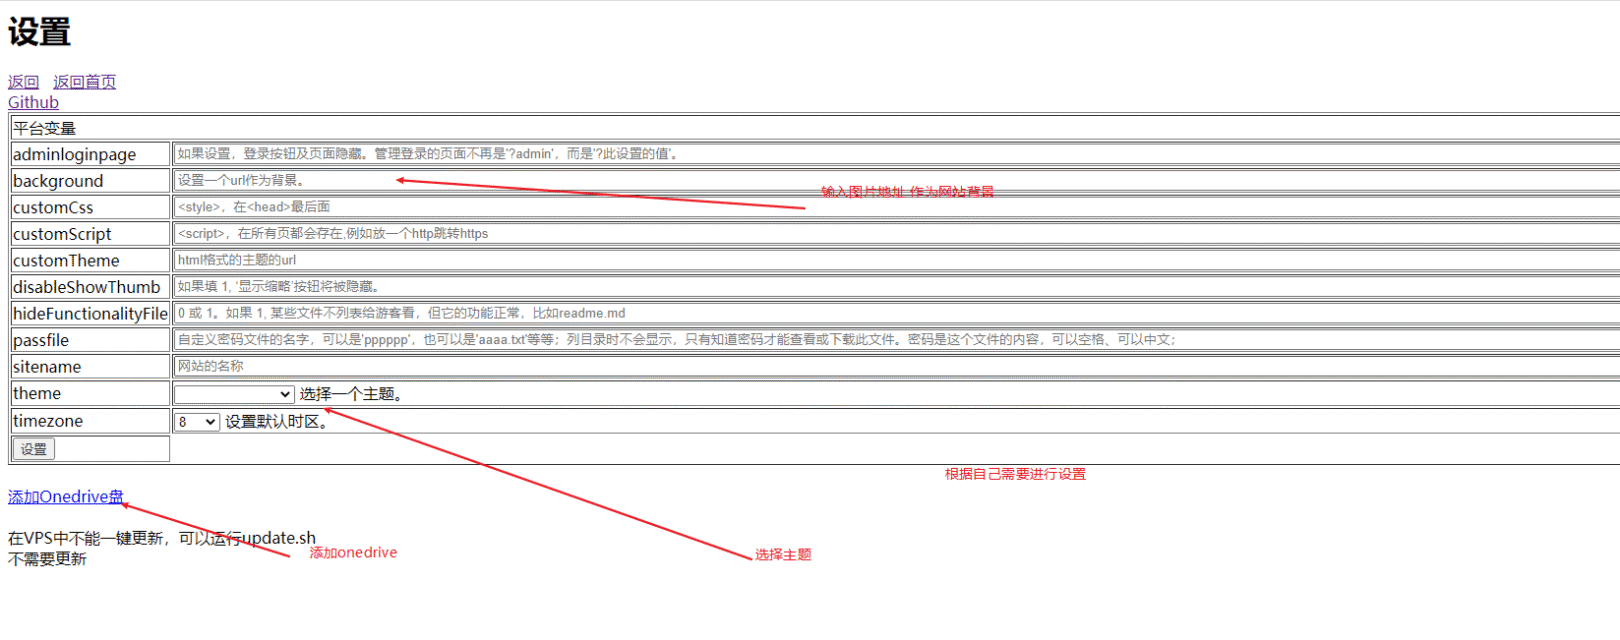 设置
返回 返回首页
Github
平台变量
adminloginpage 如果设置，登录按钮及页面隐藏。管理登录的页面不再是'?admin'，而是'?此设置的值'。
background 设置一个url作为背景。
输入图片地址 作为网站背景
customCss <style>，在<head>最后面
customScript <script>，在所有页都会存在,例如放一个http跳转https
customTheme html格式的主题的url
disableShowThumb 如果填 1, '显示缩略'按钮将被隐藏。
hideFunctionalityFile 0 或 1。如果 1, 某些文件不列表给游客看，但它的功能正常，比如readme.md
passfile 自定义密码文件的名字，可以是'pppppp'，也可以是'aaaa.txt'等等；列目录时不会显示，只有知道密码才能查看或下载此文件。密码是这个文件的内容，可以空格、可以中文；
sitename 网站的名称
theme 选择一个主题。
timezone 8 设置默认时区。
设置
根据自己需要进行设置
添加Onedrive盘
在VPS中不能一键更新，可以运行update.sh
添加onedrive
选择主题
不需要更新